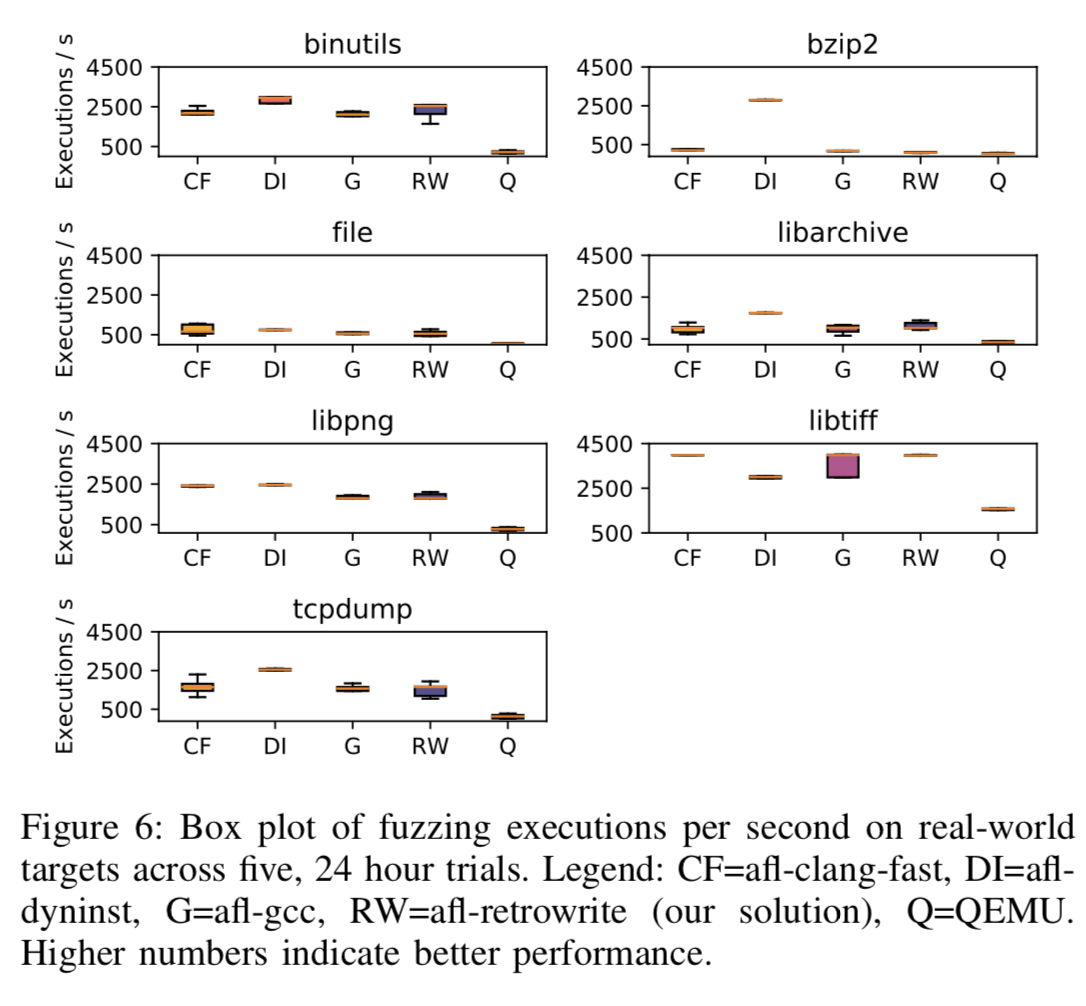 binutils
Executions / s
4500
2500
500
CF DI G RW Q
bzip2
4500
2500
500
CF DI G RW Q
file
Executions / s
4500
2500
500
CF DI G RW Q
libarchive
4500
2500
500
CF DI G RW Q
libpng
Executions / s
4500
2500
500
CF DI G RW Q
libtiff
4500
2500
500
CF DI G RW Q
tcpdump
Executions / s
4500
2500
500
CF DI G RW Q
Figure 6: Box plot of fuzzing executions per second on real-world
targets across five, 24 hour trials. Legend: CF=afl-clang-fast, DI=afl-
dyninst, G=afl-gcc, RW=afl-retrowrite (our solution), Q=QEMU.
Higher numbers indicate better performance.